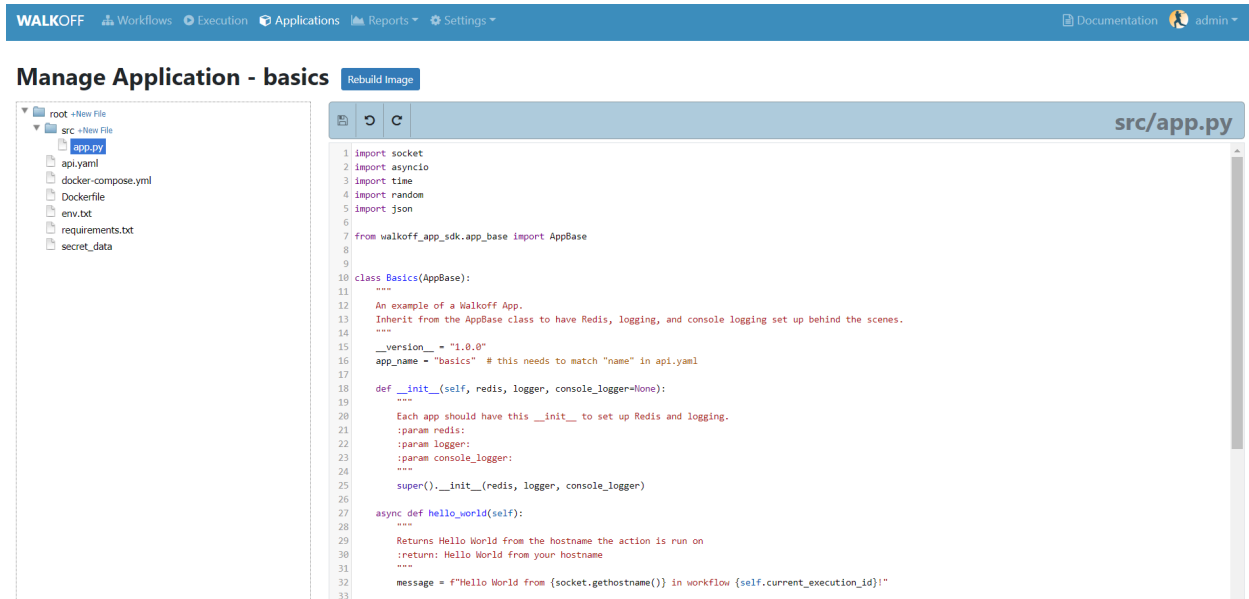 WALKOFF Workflows Execution Applications Reports Settings Documentation admin
Manage Application - basics Rebuild Image
root +New File
src +New File
app.py
api.yaml
docker-compose.yml
Dockerfile
env.txt
requirements.txt
secret_data
src/app.py
1 import socket
2 import asyncio
3 import time
4 import random
5 import json
6
7 from walkoff_app_sdk.app_base import AppBase
8
9
10 class Basics(AppBase):
11     """
12     An example of a Walkoff App.
13     Inherit from the AppBase class to have Redis, logging, and console logging set up behind the scenes.
14     """
15     __version__ = "1.0.0"
16     app_name = "basics"  # this needs to match "name" in api.yaml
17
18     def __init__(self, redis, logger, console_logger=None):
19         """
20         Each app should have this __init__ to set up Redis and logging.
21         :param redis:
22         :param logger:
23         :param console_logger:
24         """
25         super().__init__(redis, logger, console_logger)
26
27     async def hello_world(self):
28         """
29         Returns Hello World from the hostname the action is run on
30         :return: Hello World from your hostname
31         """
32         message = f"Hello World from {socket.gethostname()} in workflow {self.current_execution_id}!"
33